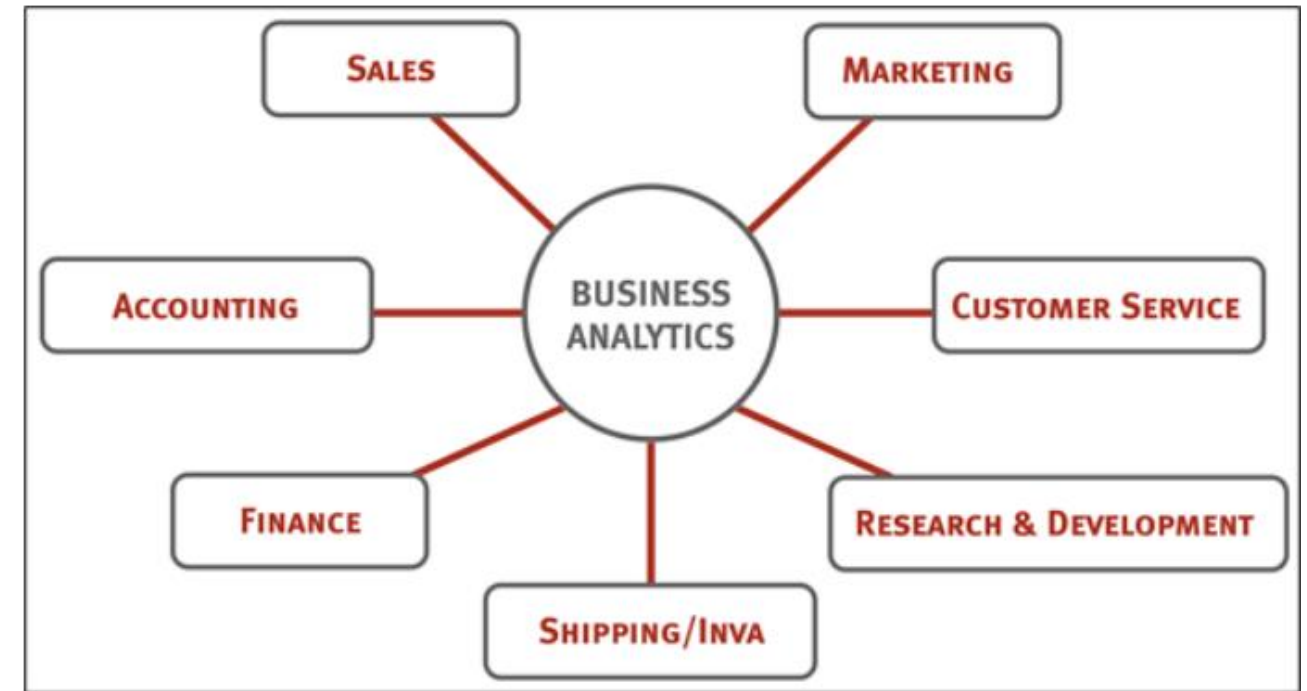 SALES
MARKETING
BUSINESS
ANALYTICS
ACCOUNTING
CUSTOMER SERVICE
FINANCE
RESEARCH & DEVELOPMENT
SHIPPING/INVA